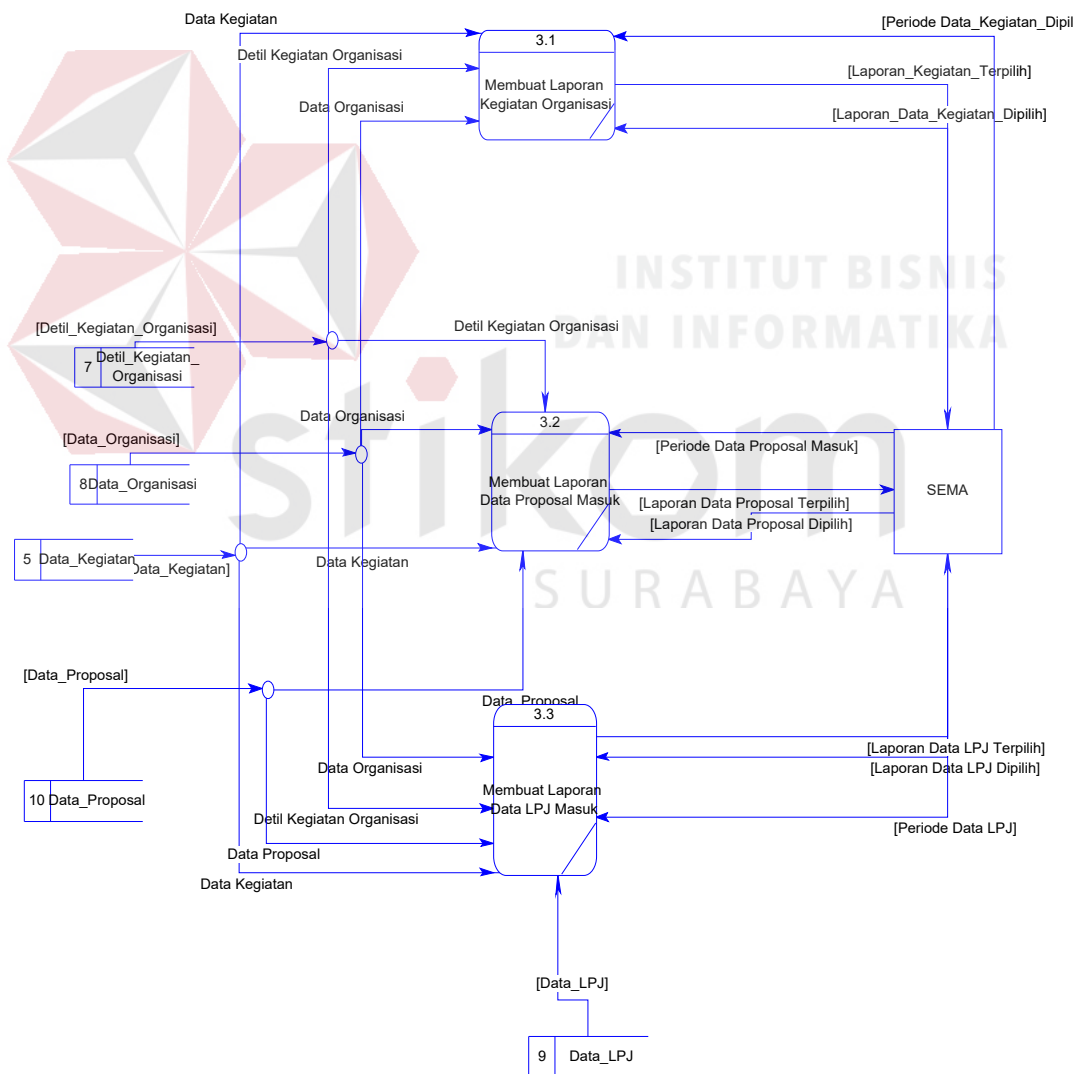 Data Kegiatan
[Periode Data_Kegiatan_Dipil
3.1
Detil Kegiatan Organisasi
[Laporan_Kegiatan_Terpilih]
Membuat Laporan
Kegiatan Organisasi
Data Organisasi
[Laporan_Data_Kegiatan_Dipilih]
INSTITUT BISNIS
DAN INFORMATIKA
[Detil_Kegiatan_Organisasi]
Detil Kegiatan Organisasi
7
Detil_Kegiatan_
Organisasi
stikom
SURABAYA
Data Organisasi
3.2
[Data_Organisasi]
[Periode Data Proposal Masuk]
8 Data_Organisasi
Membuat Laporan
Data Proposal Masuk
SEMA
[Laporan Data Proposal Terpilih]
[Laporan Data Proposal Dipilih]
5 Data_Kegiatan
Data_Kegiatan]
Data Kegiatan
[Data_Proposal]
Data_Proposal
3.3
[Laporan Data LPJ Terpilih]
Data Organisasi
[Laporan Data LPJ Dipilih]
10 Data_Proposal
Membuat Laporan
Data LPJ Masuk
Detil Kegiatan Organisasi
[Periode Data LPJ]
Data Proposal
Data Kegiatan
[Data_LPJ]
9 Data_LPJ